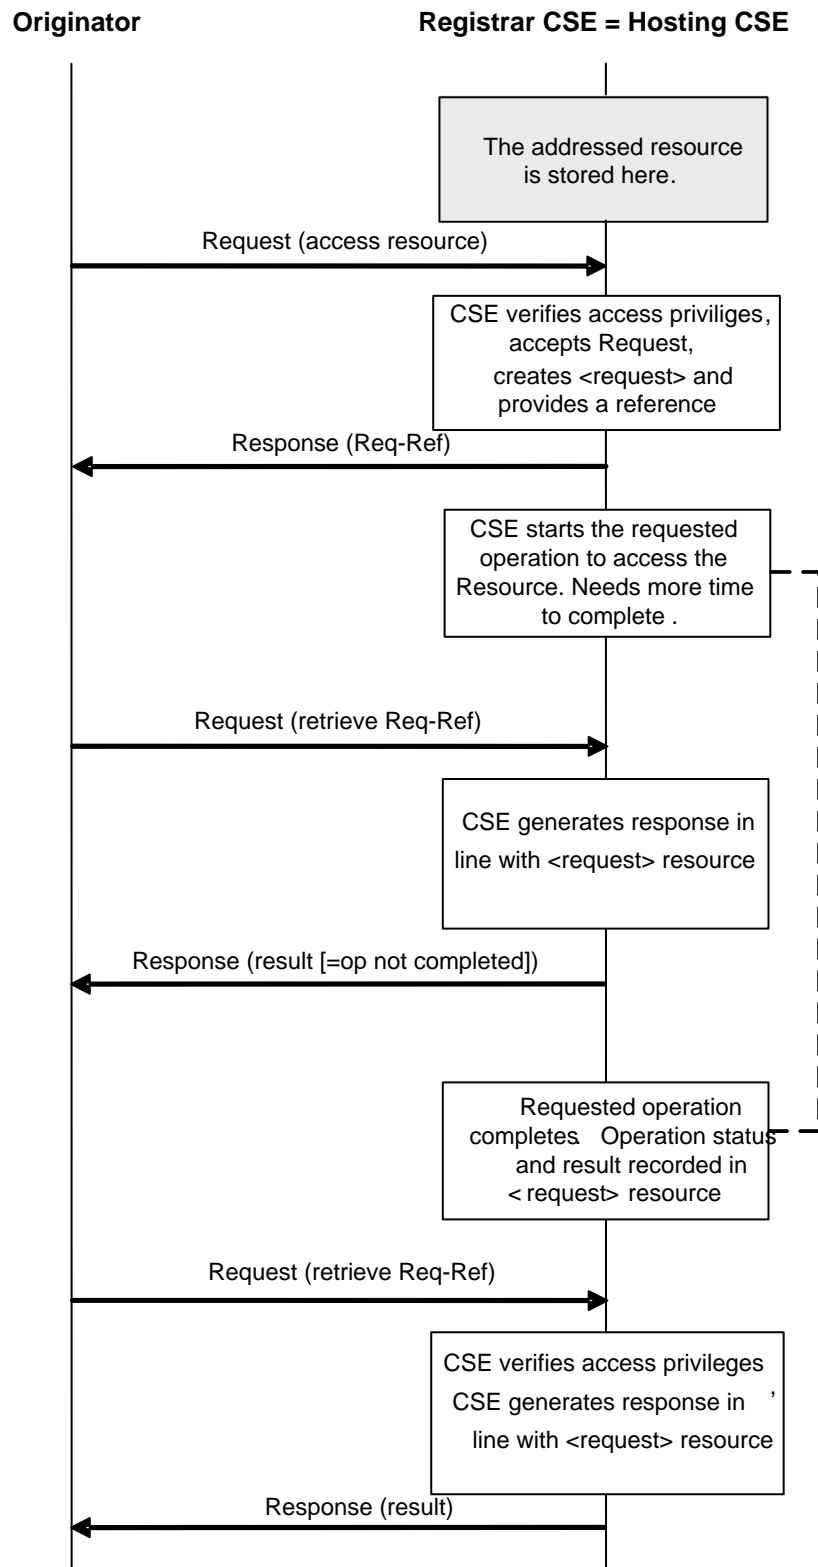 Originator
Registrar CSE = Hosting CSE
The addressed resource
is stored here.
Request (access resource)
CSE verifies access priviliges,
accepts Request,
creates <request> and
provides a reference
Response (Req-Ref)
CSE starts the requested
operation to access the
Resource. Needs more time
to complete .
Request (retrieve Req-Ref)
CSE generates response in
line with <request> resource
Response (result [=op not completed])
Requested operation
completes. Operation status
and result recorded in
< request> resource
Request (retrieve Req-Ref)
CSE verifies access privileges
CSE generates response in ,
line with <request> resource
Response (result)